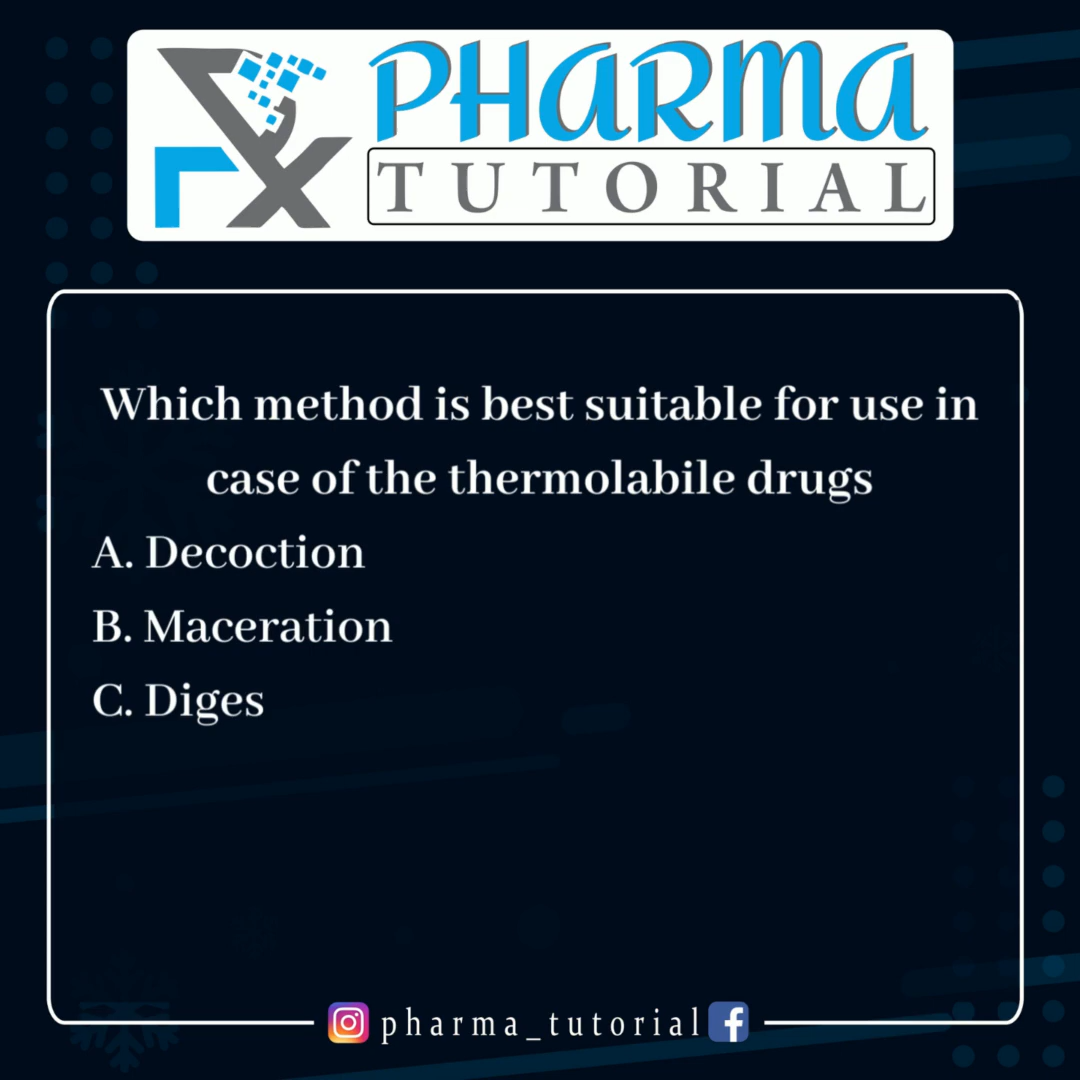 PHARMA
TUTORIAL
Which method is best suitable for use in
case of the thermolabile drugs
A. Decoction
B. Maceration
C. Diges
pharma_tutorial